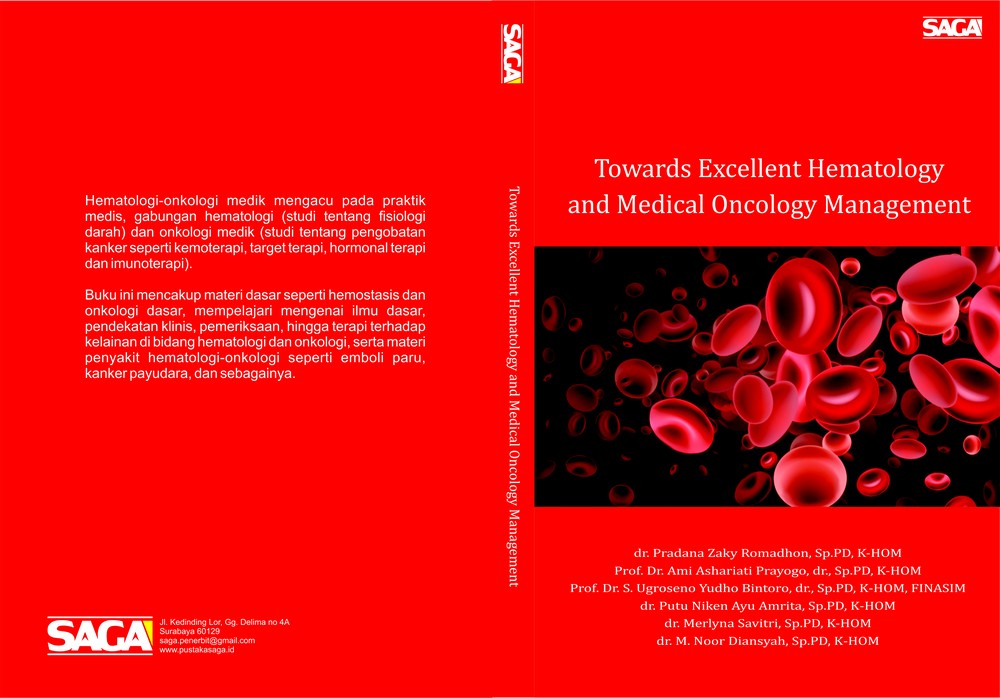 Hematologi-onkologi medik mengacu pada praktik
medis, gabungan hematologi (studi tentang fisiologi
darah) dan onkologi medik (studi tentang pengobatan
kanker seperti kemoterapi, target terapi, hormonal terapi
dan imunoterapi).
Buku ini mencakup materi dasar seperti hemostasis dan
onkologi dasar, mempelajari mengenai ilmu dasar,
pendekatan klinis, pemeriksaan, hingga terapi terhadap
kelainan di bidang hematologi dan onkologi, serta materi
penyakit hematologi-onkologi seperti emboli paru,
kanker payudara, dan sebagainya.
SAGA
Jl. Kedinding Lor, Gg. Delima no 4A
Surabaya 60129
saga.penerbit@gmail.com
www.pustakasaga.id
SAGA
Towards Excellent Hematology and Medical Oncology Management
SAGA
Towards Excellent Hematology
and Medical Oncology Management
dr. Pradana Zaky Romadhon, Sp.PD, K-HOM
Prof. Dr. Ami Ashariati Prayogo, dr., Sp.PD, K-HOM
Prof. Dr. S. Ugroseno Yudho Bintoro, dr., Sp.PD, K-HOM, FINASIM
dr. Putu Niken Ayu Amrita, Sp.PD, K-HOM
dr. Merlyna Savitri, Sp.PD, K-HOM
dr. M. Noor Diansyah, Sp.PD, K-HOM